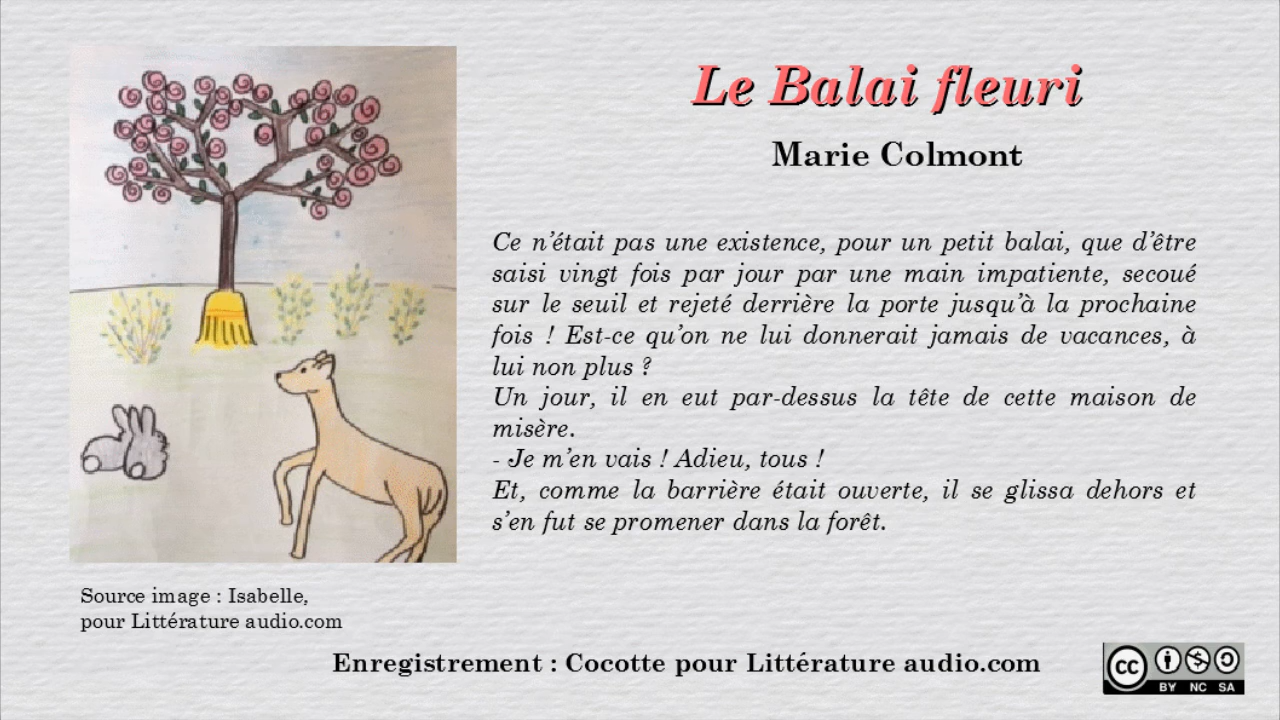 Le Balai fleuri
Marie Colmont
Ce n'était pas une existence, pour un petit balai, que d'être
saisi vingt fois par jour par une main impatiente, secoué
sur le seuil et rejeté derrière la porte jusqu'à la prochaine
fois ! Est-ce qu'on ne lui donnerait jamais de vacances, à
lui non plus ?
Un jour, il en eut par-dessus la tête de cette maison de
misère.
- Je m'en vais ! Adieu, tous !
Et, comme la barrière était ouverte, il se glissa dehors et
s'en fut se promener dans la forêt.
Source image : Isabelle,
pour Littérature audio.com
Enregistrement : Cocotte pour Littérature audio.com
CC
BY NC SA